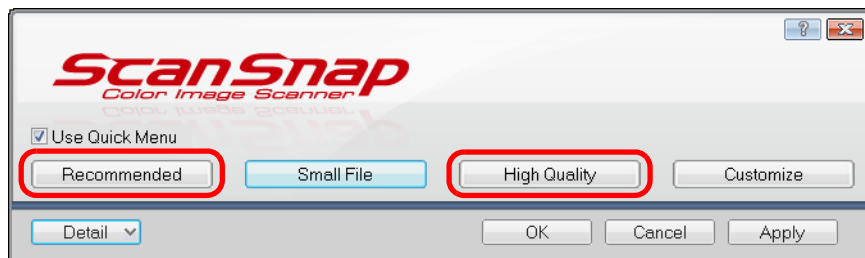 ScanSnap
Color Image Scanner
Use Quick Menu
Recommended Small File High Quality Customize
Detail OK Cancel Apply